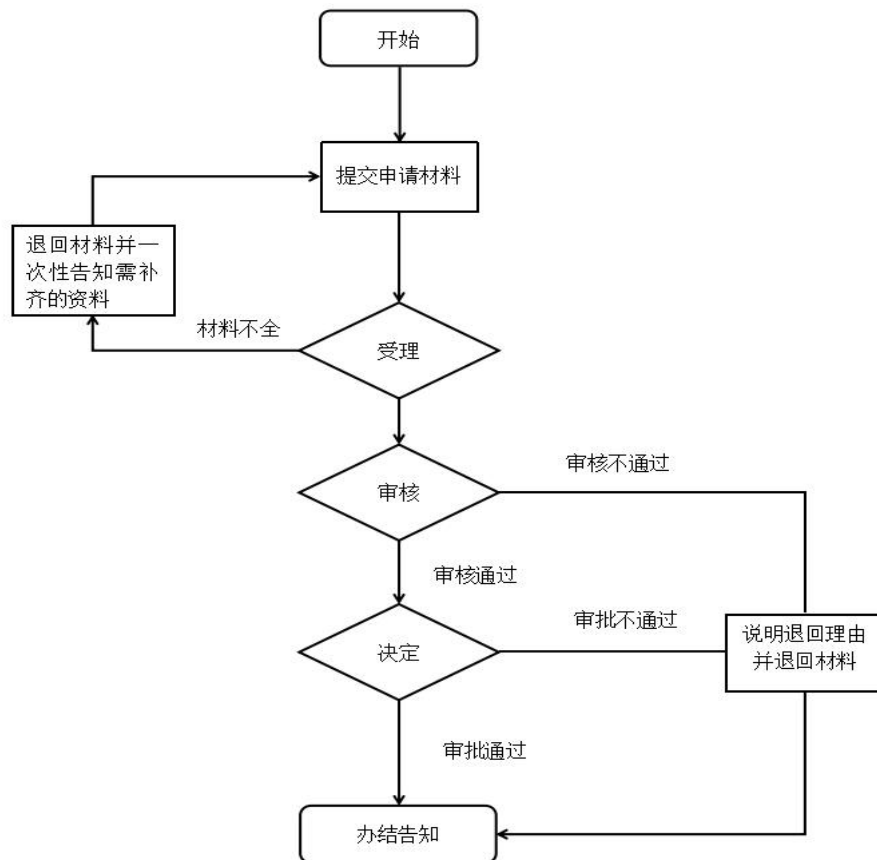 开始
提交申请材料
退回材料并一
次性告知需补
齐的资料
材料不全
受理
审核不通过
审核
审核通过
审批不通过
说明退回理由
并退回材料
决定
审批通过
办结告知